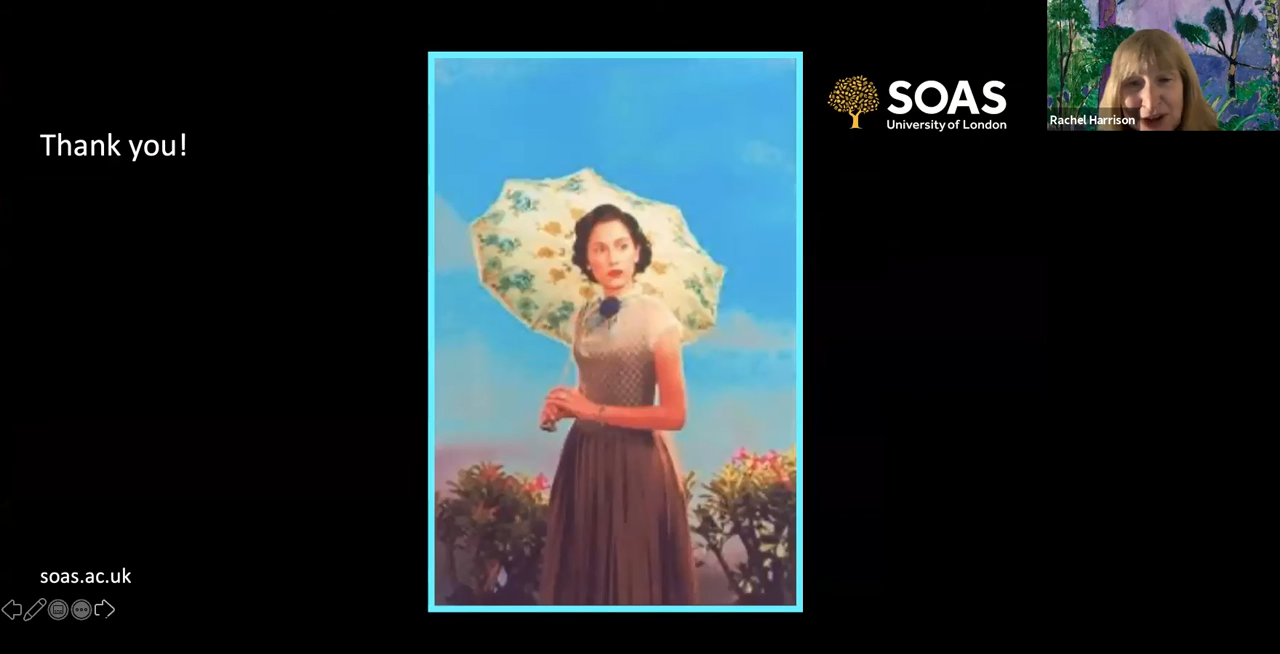 Thank you!
SOAS
University of London
Rachel Harrison
soas.ac.uk